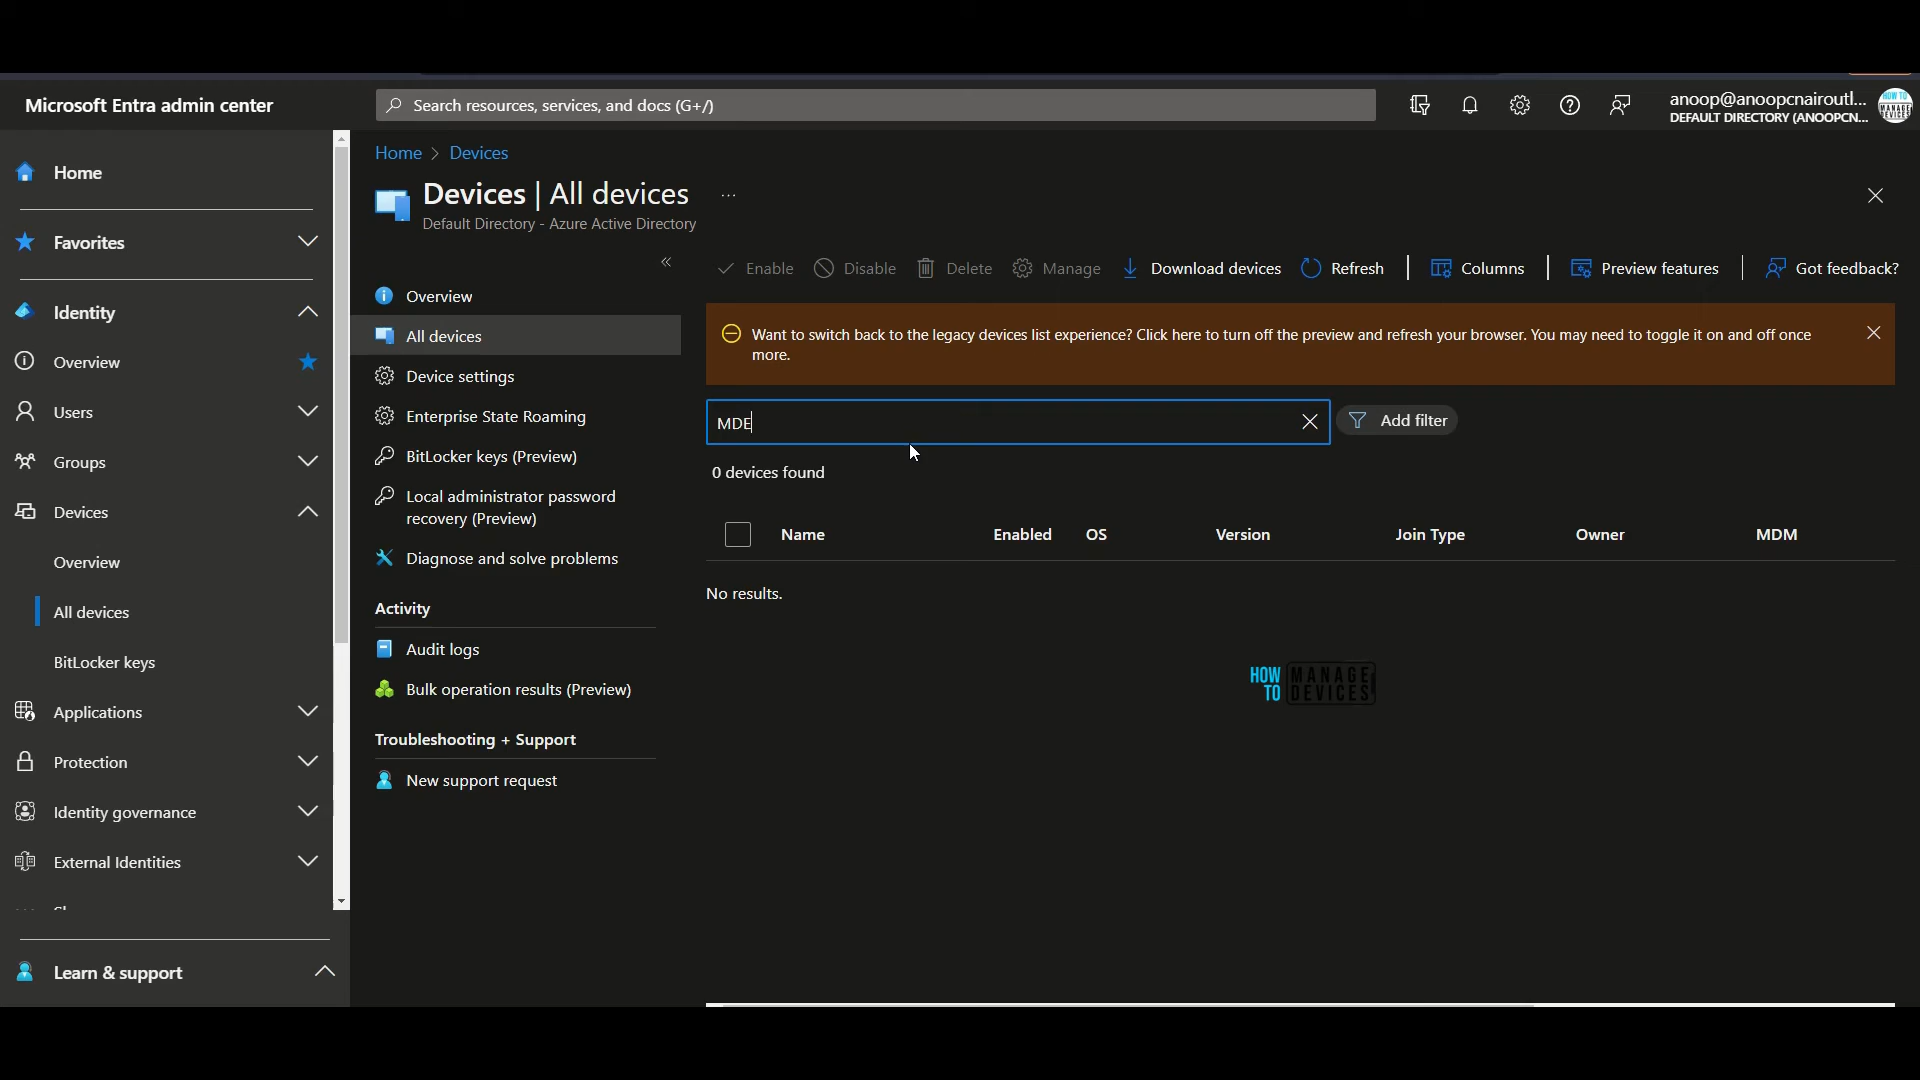 Microsoft Entra admin center
Search resources, services, and docs (G+/)
anoop@anoopcnairoutl...
DEFAULT DIRECTORY (ANOOPCN...
HOW TO
MANAGE
DEVICES
Home
Favorites
Identity
Overview
Users
Groups
Devices
Overview
All devices
BitLocker keys
Applications
Protection
Identity governance
External Identities
Learn & support
Home > Devices
Devices | All devices ...
Default Directory - Azure Active Directory
«
Overview
All devices
Device settings
Enterprise State Roaming
BitLocker keys (Preview)
Local administrator password
recovery (Preview)
Diagnose and solve problems
Activity
Audit logs
Bulk operation results (Preview)
Troubleshooting + Support
New support request
Enable Disable Delete Manage Download devices Refresh | Columns | Preview features | Got feedback?
Want to switch back to the legacy devices list experience? Click here to turn off the preview and refresh your browser. You may need to toggle it on and off once
more.
MDE
Add filter
0 devices found
Name Enabled OS Version Join Type Owner MDM
No results.
HOW MANAGE
TO DEVICES